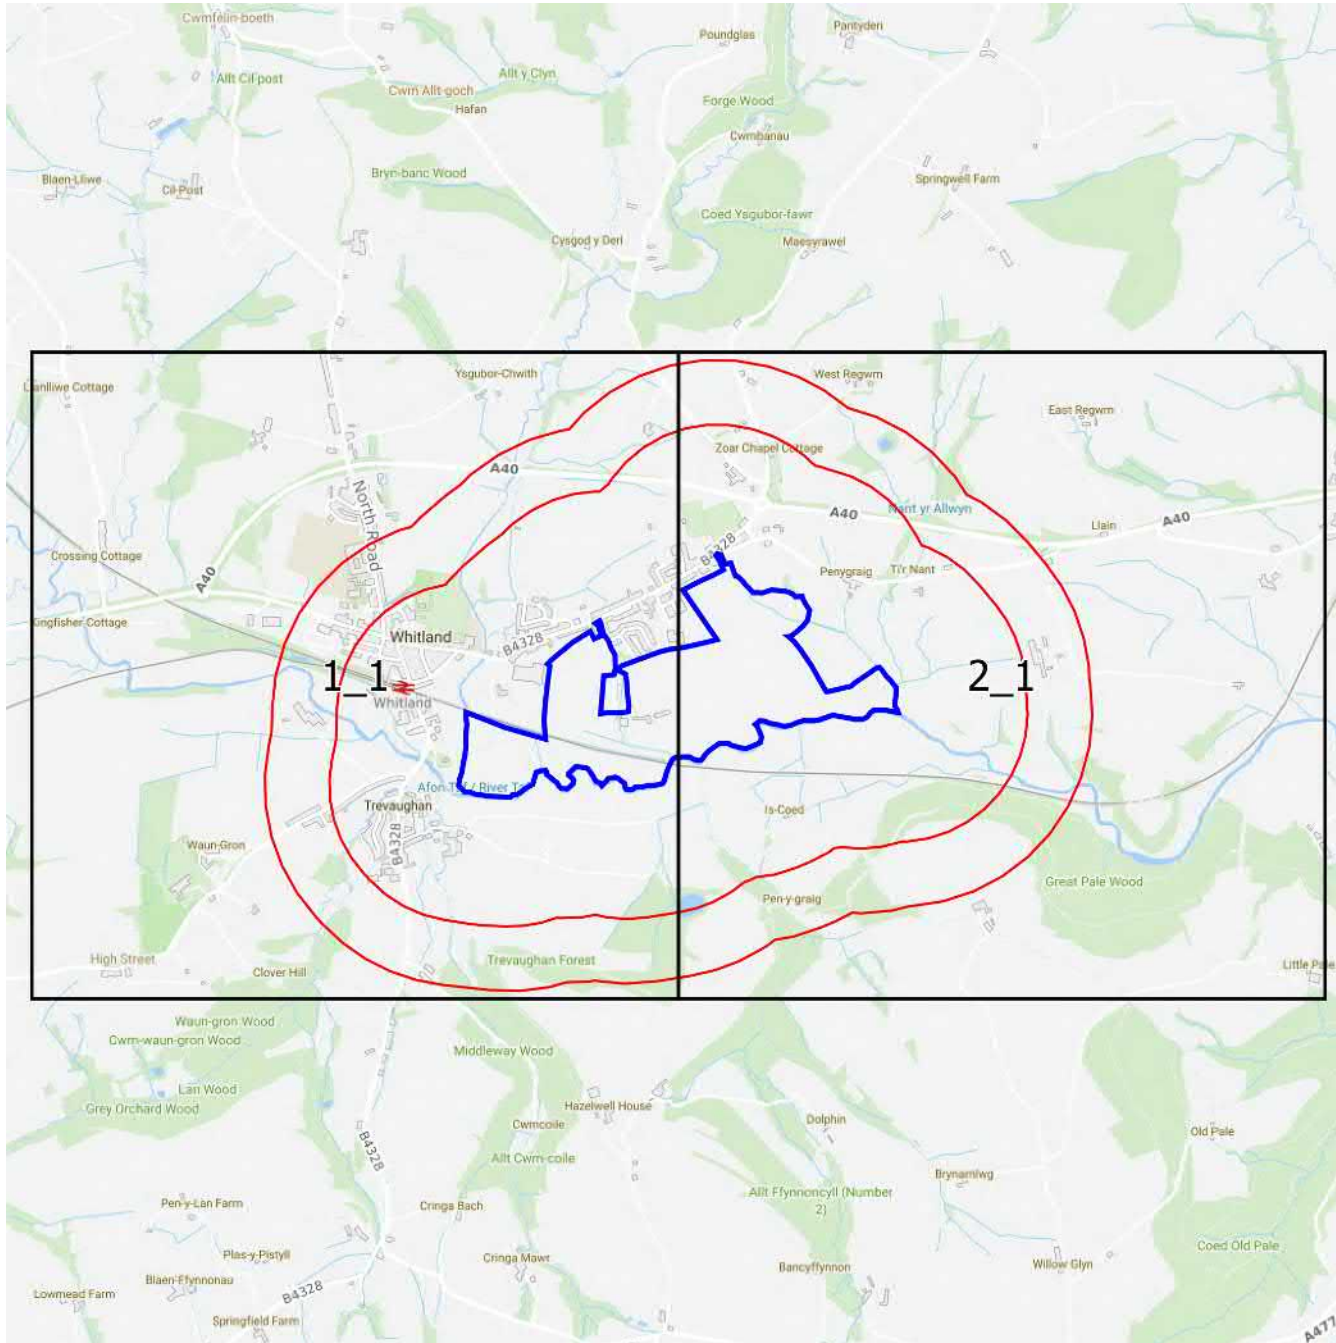 Cwmfelin-boeth
Pantyden
Poundglas
Allt Cil-post
Allt y Clyn
Cwm Allt-goch
Hafan
Forge Wood
Cwmbanau
Bryn-banc Wood
Blaen-Lliwe
Cil-Post
Springwell Farm
Coed Ysgubor-fawr
Cysgod y Deri
Maesyrawel
Llanlliwe Cottage
Ysgubor-Chwith
West Regwm
East Regwm
Zoar Chapel Cottage
A40
North Road
A40
Nant yr Allwyn
A40
Llain
Crossing Cottage
B4328
A40
Penygraig
Ti'r Nant
Kingfisher Cottage
Whitland
B4328
1_1
2_1
Whitland
Afon Taf / River Ta
Trevaughan
Is-Coed
B4328
Waun-Gron
Great Pale Wood
Pen-y-graig
High Street
Clover Hill
Trevaughan Forest
Little Pale
Waun-gron Wood
Cwm-waun-gron Wood
Middleway Wood
Lan Wood
Grey Orchard Wood
Hazelwell House
Cwmcoile
Dolphin
Old Pale
B4328
Allt Cwm-coile
Brynamlwg
Pen-y-Lan Farm
Cringa Bach
Allt Ffynnoncyll (Number
2)
Plas-y-Pistyll
Cringa Mawr
Coed Old Pale
Blaen-Ffynnonau
Bancyffynnon
Willow Glyn
Lowmead Farm
B4328
Springfield Farm
A477